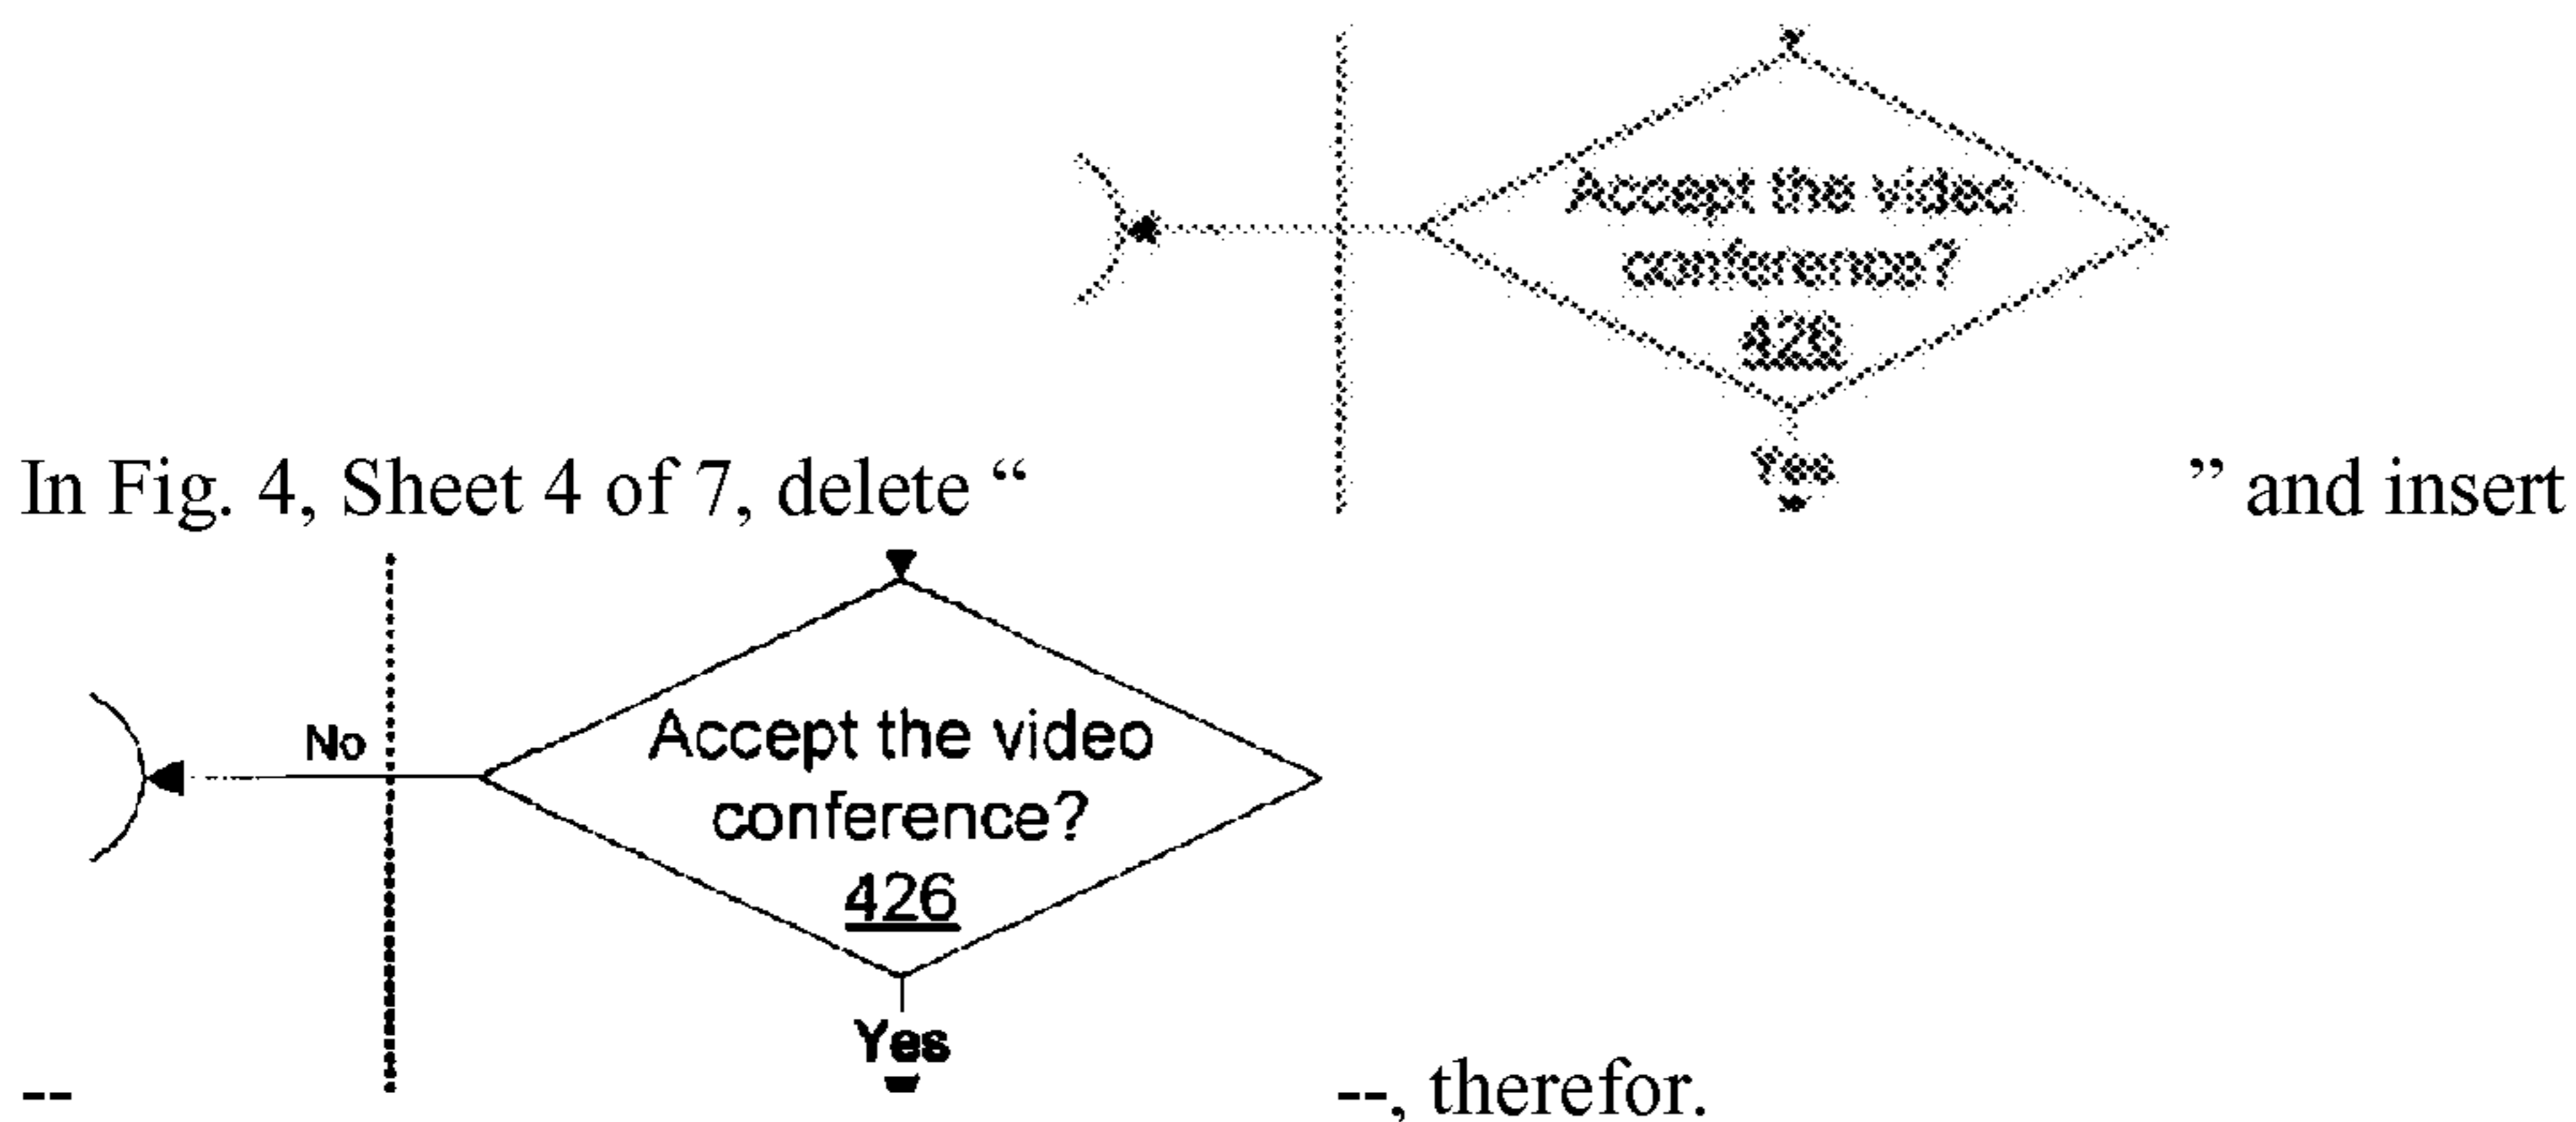 Accept the video
conference?
426
Yes
In Fig. 4, Sheet 4 of 7, delete “ ” and insert
No
Accept the video
conference?
426
Yes
-- --, therefor.